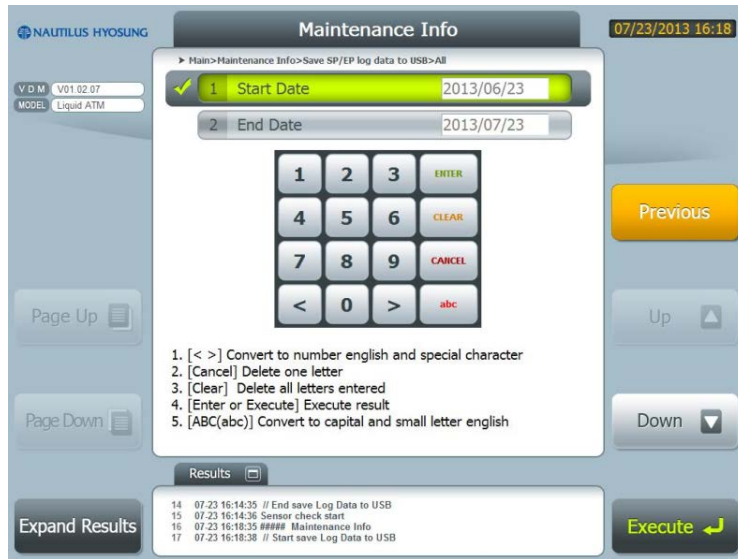 NAUTILUS HYOSUNG
Maintenance Info
07/23/2013 16:18
Main>Maintenance Info>Save SP/EP log data to USB>All
V D M V01.02.07
MODEL Liquid ATM
1 Start Date 2013/06/23
2 End Date 2013/07/23
1 2 3 ENTER
4 5 6 CLEAR
7 8 9 CANCEL
< 0 > abc
Previous
Page Up
Up
Page Down
Down
1. [< >] Convert to number english and special character
2. [Cancel] Delete one letter
3. [Clear] Delete all letters entered
4. [Enter or Execute] Execute result
5. [ABC(abc)] Convert to capital and small letter english
Results
14 07-23 16:14:35 // End save Log Data to USB
15 07-23 16:14:36 Sensor check start
16 07-23 16:18:35 ##### Maintenance Info
17 07-23 16:18:38 // Start save Log Data to USB
Expand Results
Execute